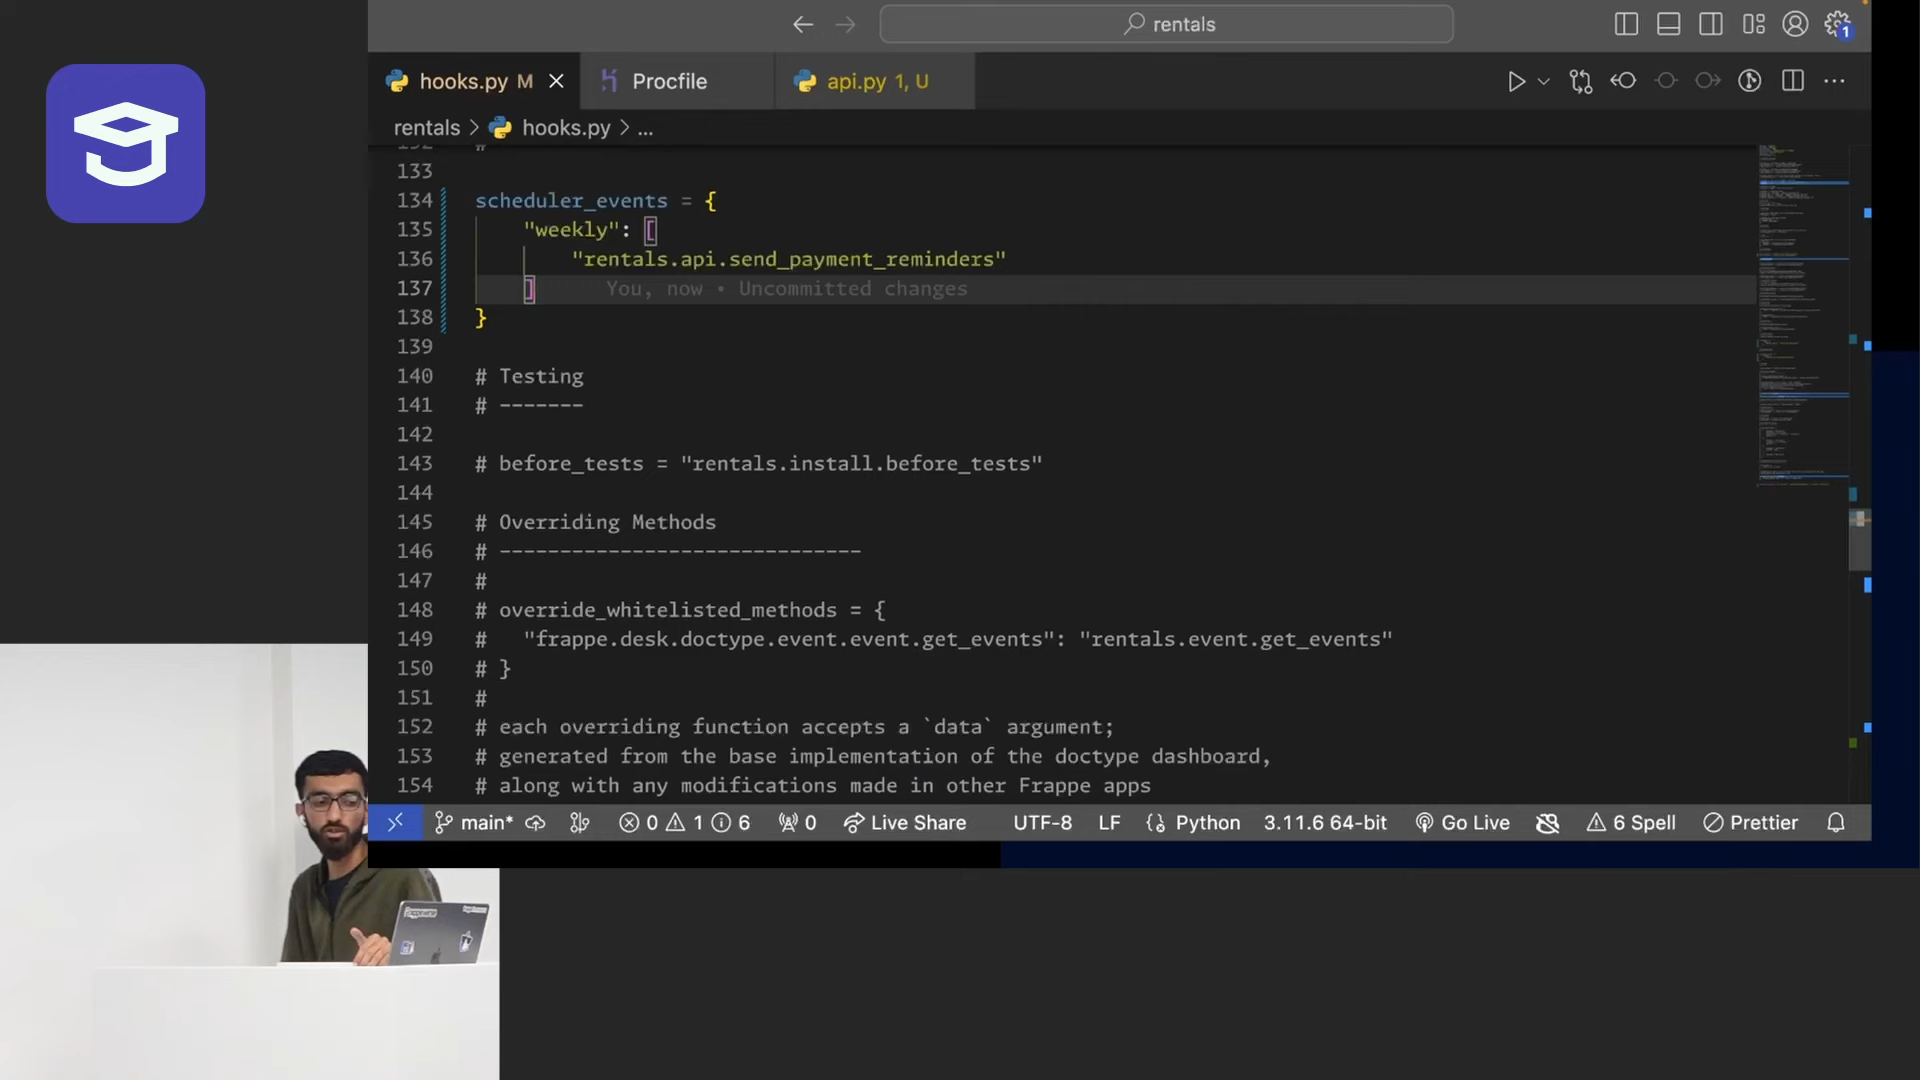 rentals
1
hooks.py M
Procfile
api.py 1, U
rentals > hooks.py > ...
132 #
133
134 scheduler_events = {
135 "weekly": [
136 "rentals.api.send_payment_reminders"
137 ] You, now • Uncommitted changes
138 }
139
140 # Testing
141 # -------
142
143 # before_tests = "rentals.install.before_tests"
144
145 # Overriding Methods
146 # ------------------------------
147 #
148 # override_whitelisted_methods = {
149 # "frappe.desk.doctype.event.event.get_events": "rentals.event.get_events"
150 # }
151 #
152 # each overriding function accepts a `data` argument;
153 # generated from the base implementation of the doctype dashboard,
154 # along with any modifications made in other Frappe apps
main* 0 1 6 0 Live Share UTF-8 LF Python 3.11.6 64-bit Go Live 6 Spell Prettier